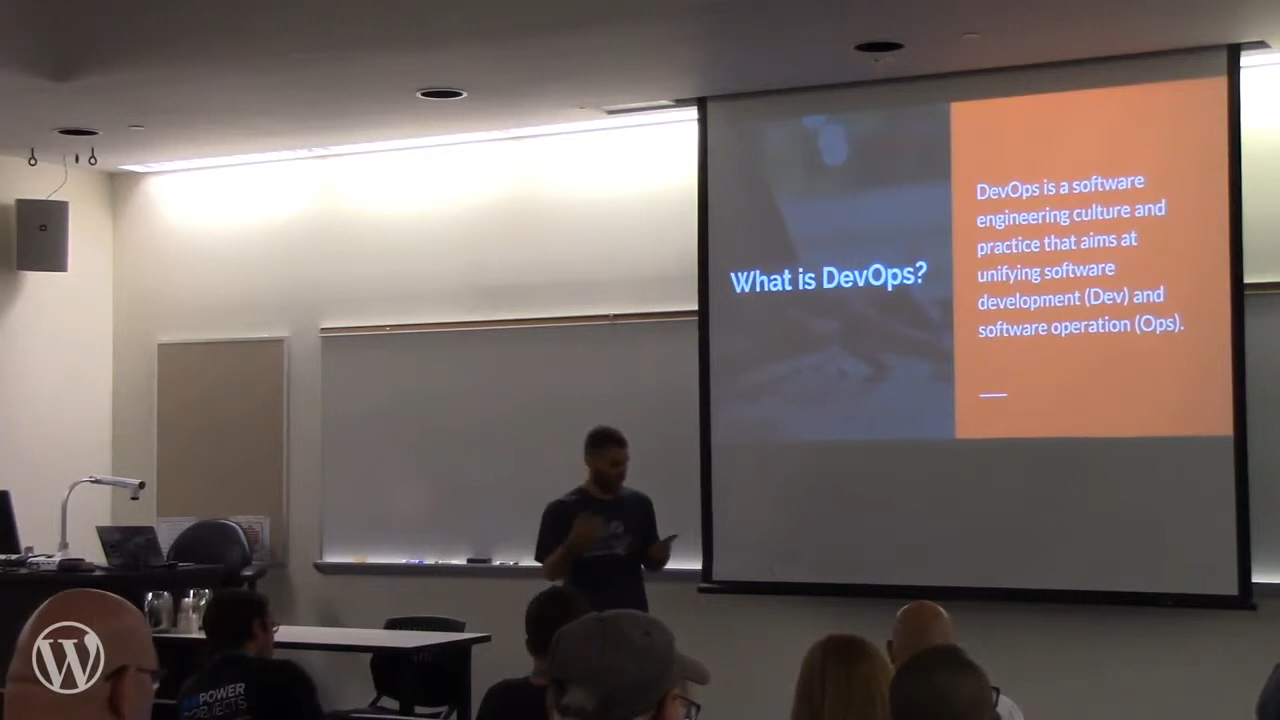 What is DevOps?
DevOps is a software
engineering culture and
practice that aims at
unifying software
development (Dev) and
software operation (Ops).
POWER